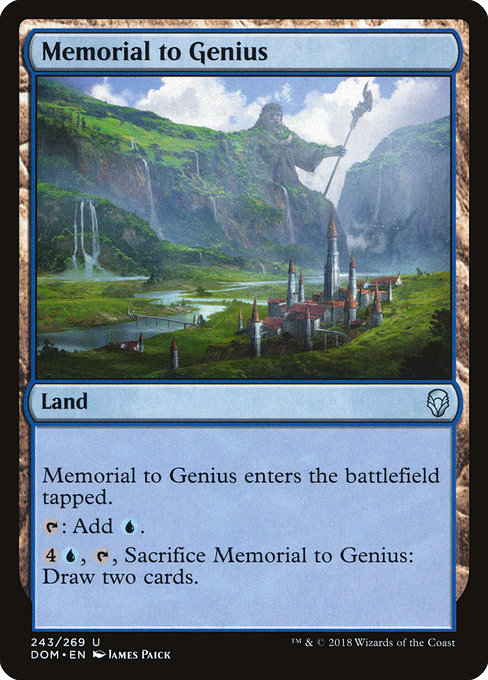 Memorial to Genius
Land
Memorial to Genius enters the battlefield
tapped.
: Add .
4, , Sacrifice Memorial to Genius:
Draw two cards.
243/269 U
™ & © 2018 Wizards of the Coast
DOM • EN James Paick